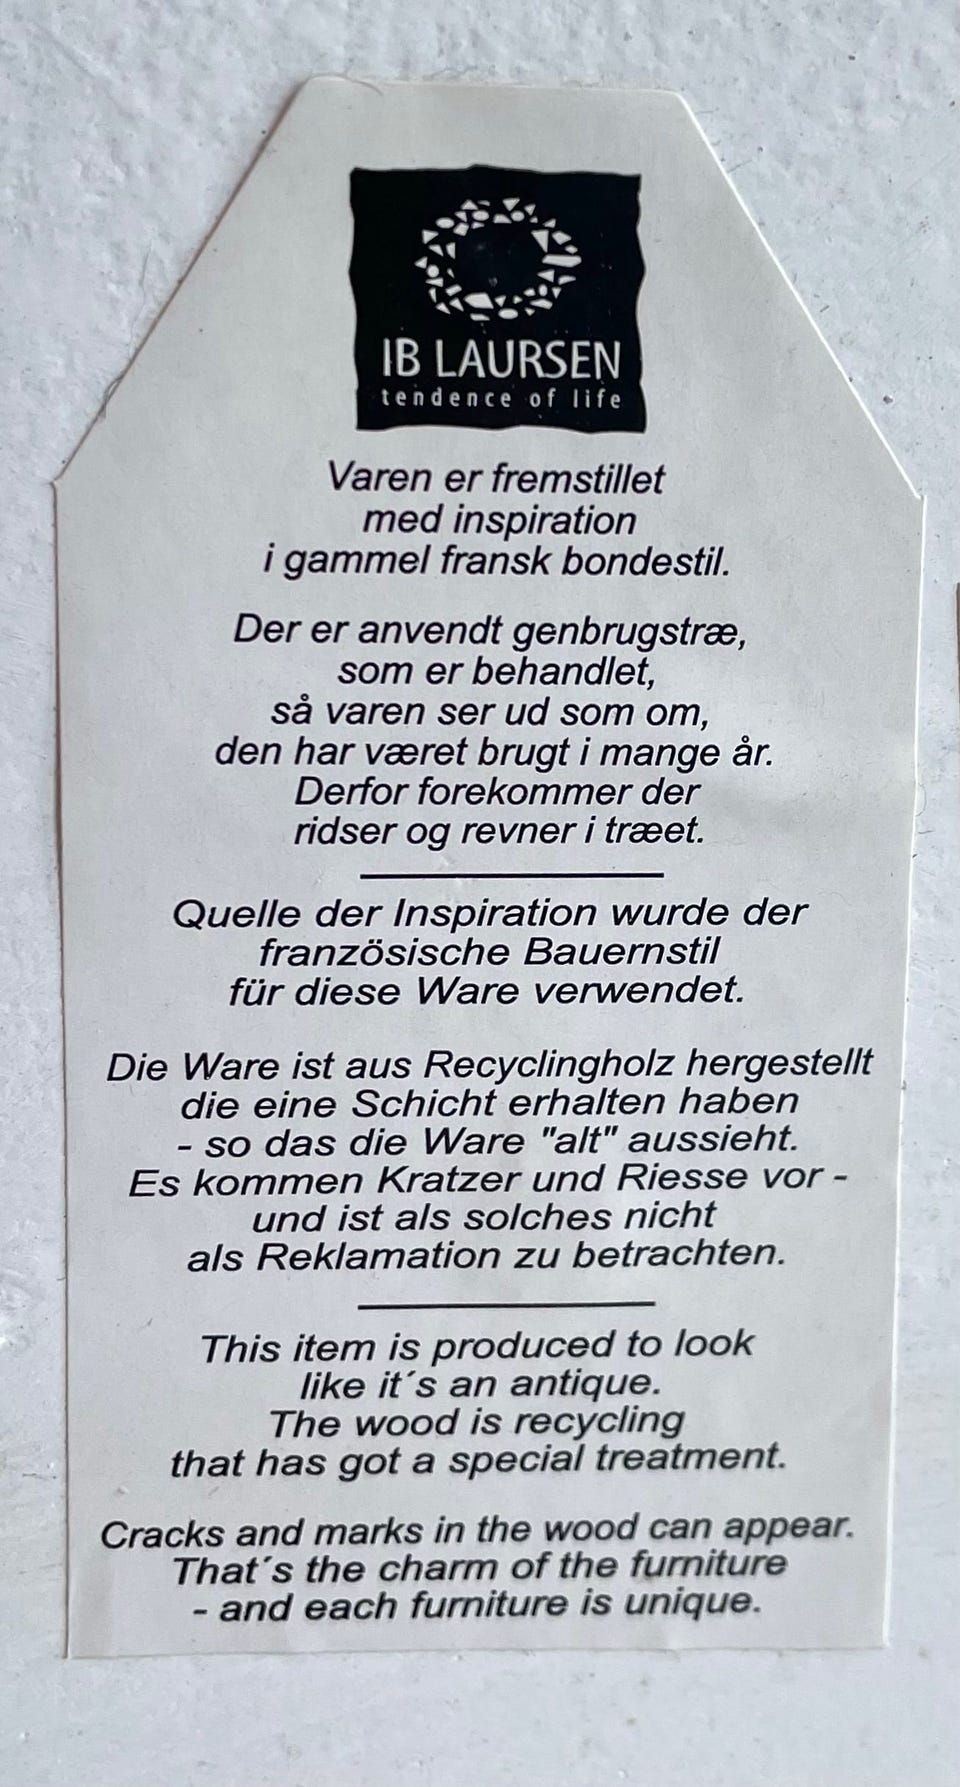 IB LAURSEN
tendence of life
Varen er fremstillet
med inspiration
i gammel fransk bondestil.
Der er anvendt genbrugstræ,
som er behandlet,
så varen ser ud som om,
den har været brugt i mange år.
Derfor forekommer der
ridser og revner i træet.
Quelle der Inspiration wurde der
französische Bauernstil
für diese Ware verwendet.
Die Ware ist aus Recyclingholz hergestellt
die eine Schicht erhalten haben
- so das die Ware "alt" aussieht.
Es kommen Kratzer und Riesse vor -
und ist als solches nicht
als Reklamation zu betrachten.
This item is produced to look
like it´s an antique.
The wood is recycling
that has got a special treatment.
Cracks and marks in the wood can appear.
That´s the charm of the furniture
- and each furniture is unique.